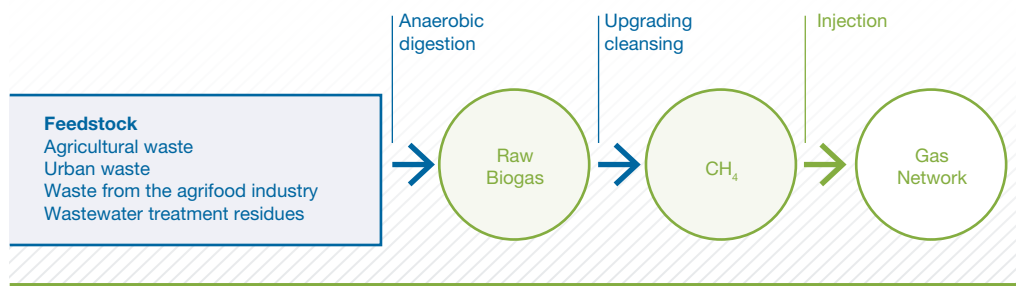 Anaerobic
digestion
Upgrading
cleansing
Injection
Feedstock
Agricultural waste
Urban waste
Waste from the agrifood industry
Wastewater treatment residues
Raw
Biogas
CH₄
Gas
Network